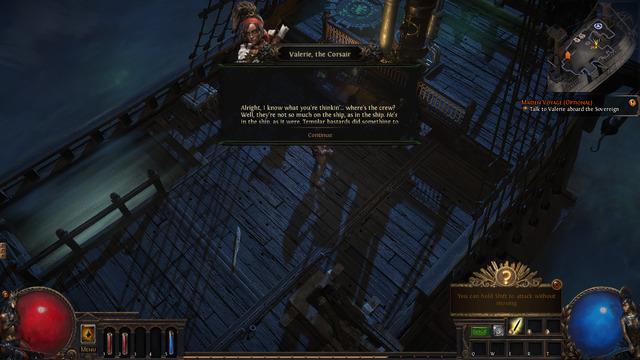 Valerie, the Corsair
Alright, I know what you're thinkin'... where's the crew?
Well, they're not so much on the ship, as in the ship. He's
in the ship, as it were. Templar bastards did something to
Continue
Maiden Voyage (Optional)
Talk to Valerie aboard the Sovereign
?
You can hold Shift to attack without
moving
Menu
Q W E R